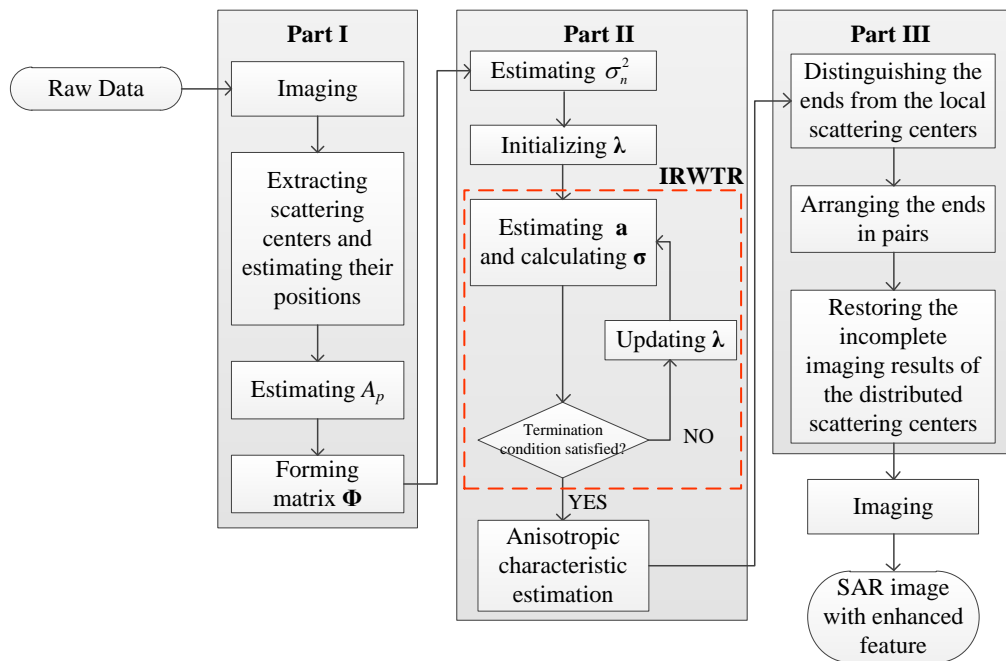 Part I
Raw Data
Imaging
Extracting
scattering
centers and
estimating their
positions
Estimating A_p
Forming
matrix Φ
Part II
Estimating σ_n^2
Initializing λ
IRWTR
Estimating a
and calculating σ
Updating λ
Termination
condition satisfied?
NO
YES
Anisotropic
characteristic
estimation
Part III
Distinguishing the
ends from the local
scattering centers
Arranging the ends
in pairs
Restoring the
incomplete
imaging results of
the distributed
scattering centers
Imaging
SAR image
with enhanced
feature